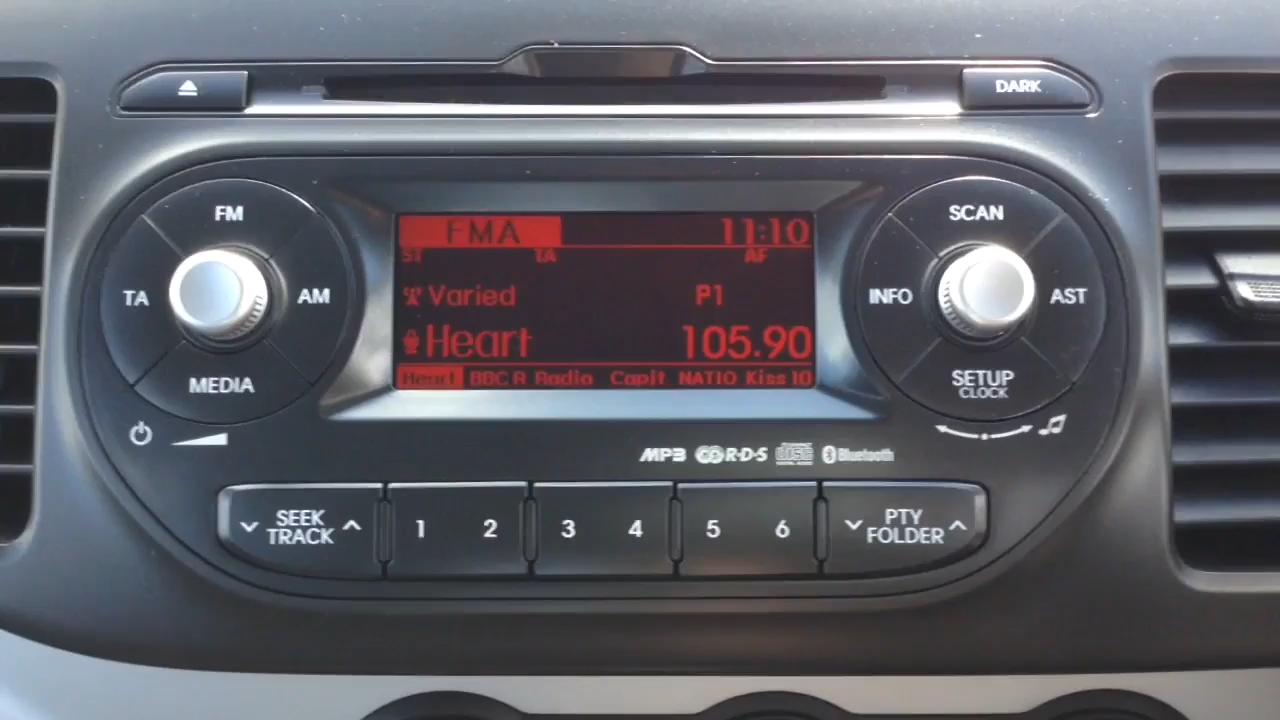 DARK
FM
SCAN
FMA 11:10
ST TA AF
TA AM
Varied P1
INFO AST
Heart 105.90
MEDIA
Heart BBC R Radio Capit NATIO Kiss 10
SETUP
CLOCK
MP3 CD R·D·S disc Bluetooth
SEEK
TRACK
1 2 3 4 5 6
PTY
FOLDER